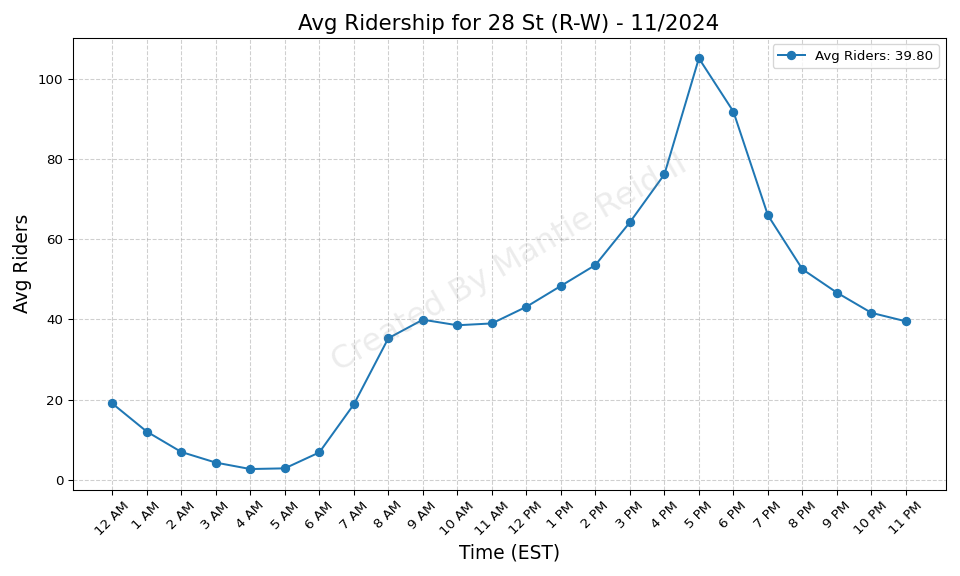 Avg Ridership for 28 St (R-W) - 11/2024
Avg Riders: 39.80
100
80
60
40
20
0
Avg Riders
Created By Mantie Reid II
12 AM
1 AM
2 AM
3 AM
4 AM
5 AM
6 AM
7 AM
8 AM
9 AM
10 AM
11 AM
12 PM
1 PM
2 PM
3 PM
4 PM
5 PM
6 PM
7 PM
8 PM
9 PM
10 PM
11 PM
Time (EST)